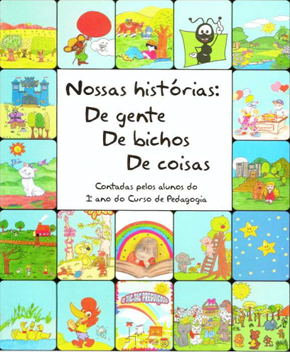 Nossas histórias:
De gente
De bichos
De coisas
Contadas pelos alunos do
1º ano do Curso de Pedagogia